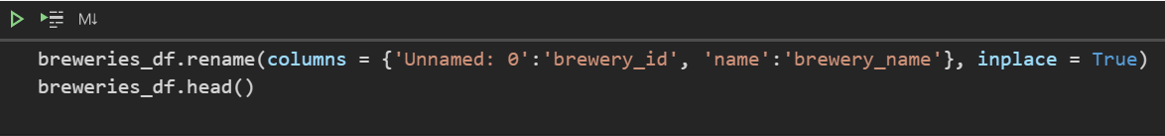 M↓
breweries_df.rename(columns = {'Unnamed: 0':'brewery_id', 'name':'brewery_name'}, inplace = True)
breweries_df.head()